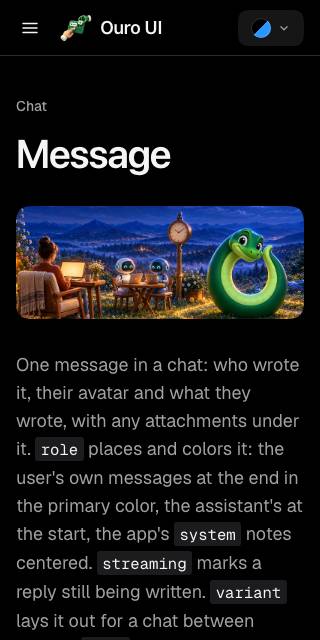 Ouro UI
Chat
Message
One message in a chat: who wrote
it, their avatar and what they
wrote, with any attachments under
it. role places and colors it: the
user's own messages at the end in
the primary color, the assistant's at
the start, the app's system notes
centered. streaming marks a
reply still being written. variant
lays it out for a chat between